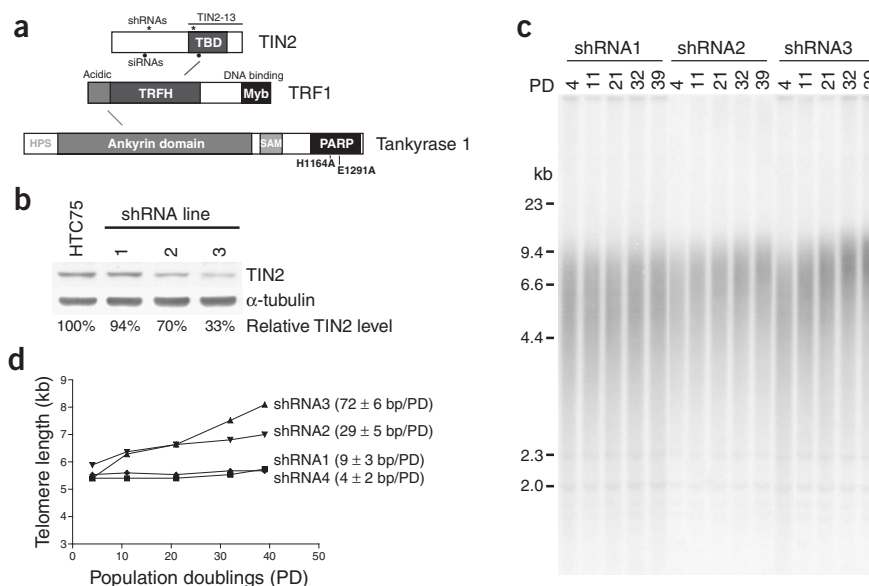 a
shRNAs
TIN2-13
* *
TBD
TIN2
siRNAs
Acidic
DNA binding
TRFH
Myb
TRF1
HPS
Ankyrin domain
SAM
PARP
Tankyrase 1
H1164A
E1291A
b
shRNA line
HTC75
1
2
3
TIN2
α-tubulin
100% 94% 70% 33% Relative TIN2 level
c
shRNA1 shRNA2 shRNA3
PD 4 11 21 32 39 4 11 21 32 39 4 11 21 32 39
kb
23
9.4
6.6
4.4
2.3
2.0
d
Telomere length (kb)
9
8
7
6
5
4
3
0 10 20 30 40 50
Population doublings (PD)
shRNA3 (72 ± 6 bp/PD)
shRNA2 (29 ± 5 bp/PD)
shRNA1 (9 ± 3 bp/PD)
shRNA4 (4 ± 2 bp/PD)